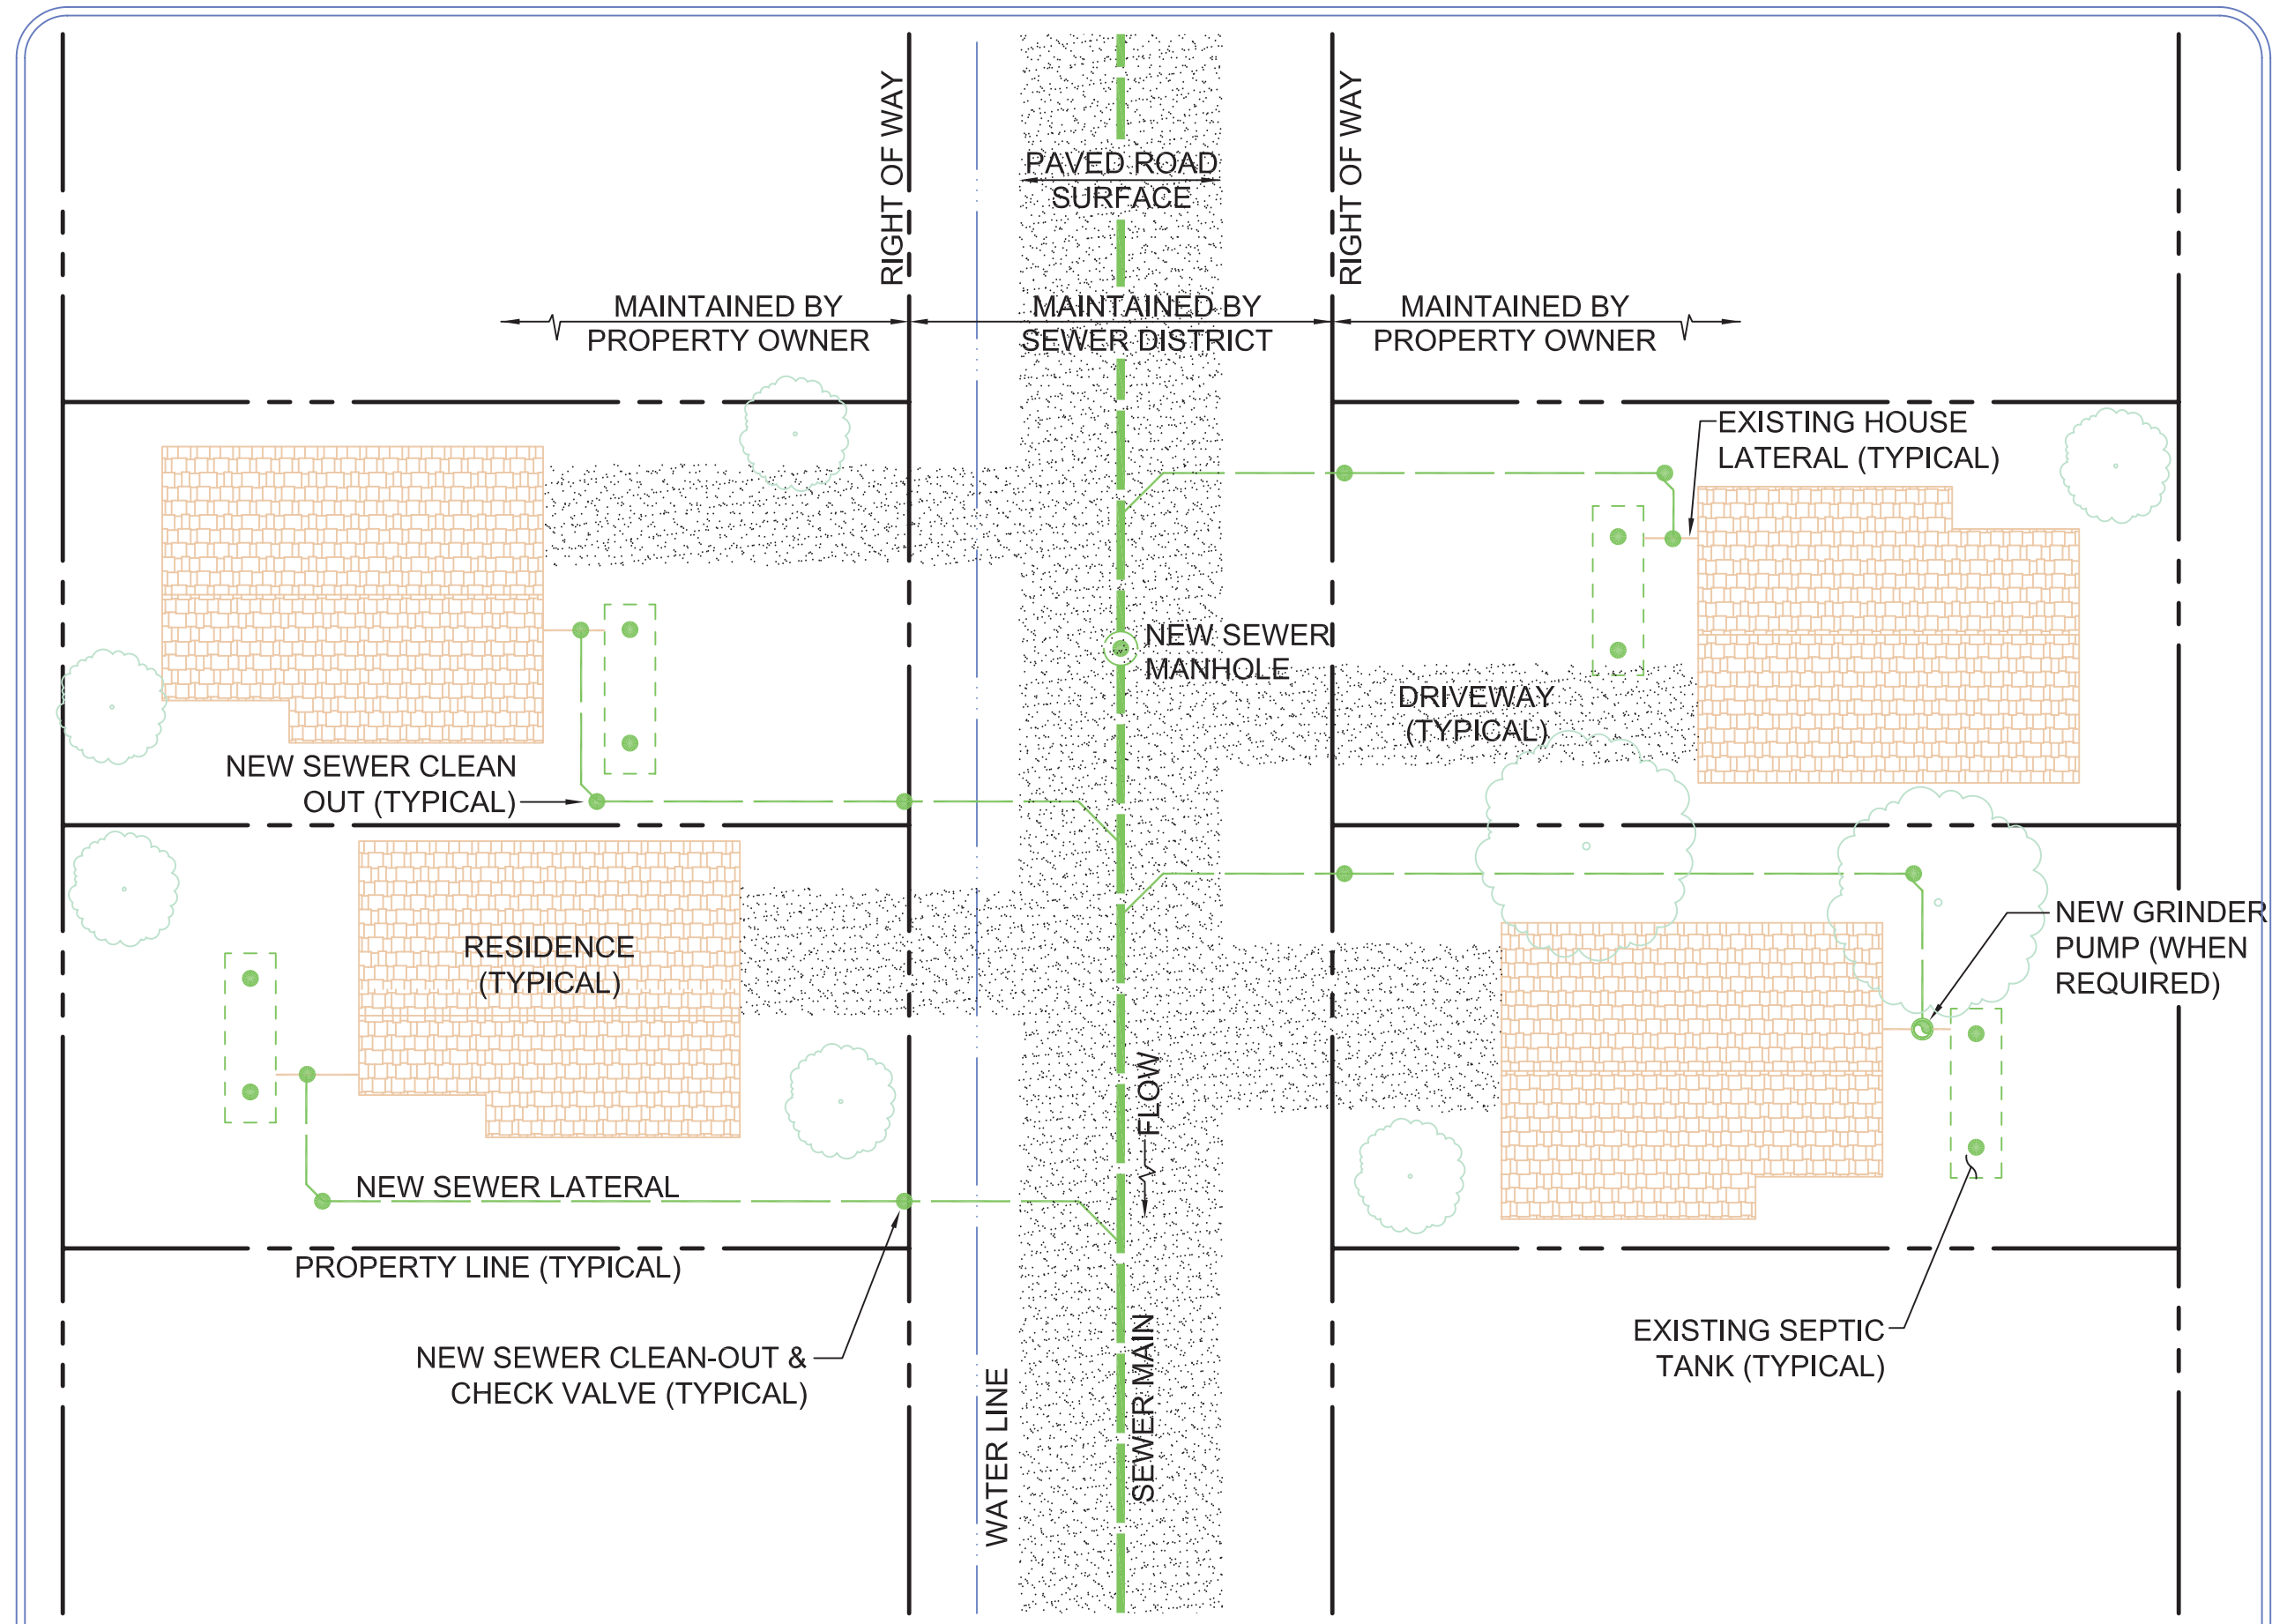 RIGHT OF WAY
RIGHT OF WAY
PAVED ROAD
SURFACE
MAINTAINED BY
PROPERTY OWNER
MAINTAINED BY
SEWER DISTRICT
MAINTAINED BY
PROPERTY OWNER
EXISTING HOUSE
LATERAL (TYPICAL)
NEW SEWER
MANHOLE
DRIVEWAY
(TYPICAL)
NEW SEWER CLEAN
OUT (TYPICAL)
RESIDENCE
(TYPICAL)
NEW GRINDER
PUMP (WHEN
REQUIRED)
FLOW
NEW SEWER LATERAL
PROPERTY LINE (TYPICAL)
NEW SEWER CLEAN-OUT &
CHECK VALVE (TYPICAL)
WATER LINE
SEWER MAIN
EXISTING SEPTIC
TANK (TYPICAL)